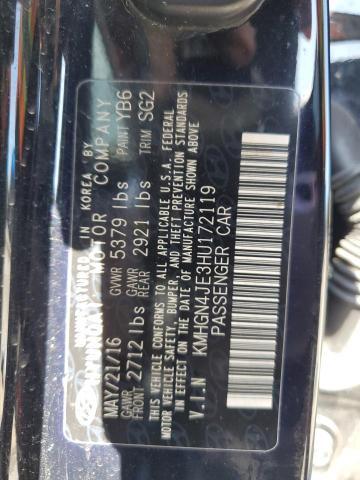 MANUFACTURED IN KOREA BY
HYUNDAI MOTOR COMPANY
MAY/21/16 GVWR 5379 lbs PAINT YB6
GAWR FRONT 2712 lbs GAWR REAR 2921 lbs TRIM SG2
THIS VEHICLE CONFORMS TO ALL APPLICABLE U.S.A. FEDERAL
MOTOR VEHICLE SAFETY, BUMPER, AND THEFT PREVENTION STANDARDS
IN EFFECT ON THE DATE OF MANUFACTURE SHOWN ABOVE.
V.I.N KMHGN4JE3HU172119
PASSENGER CAR